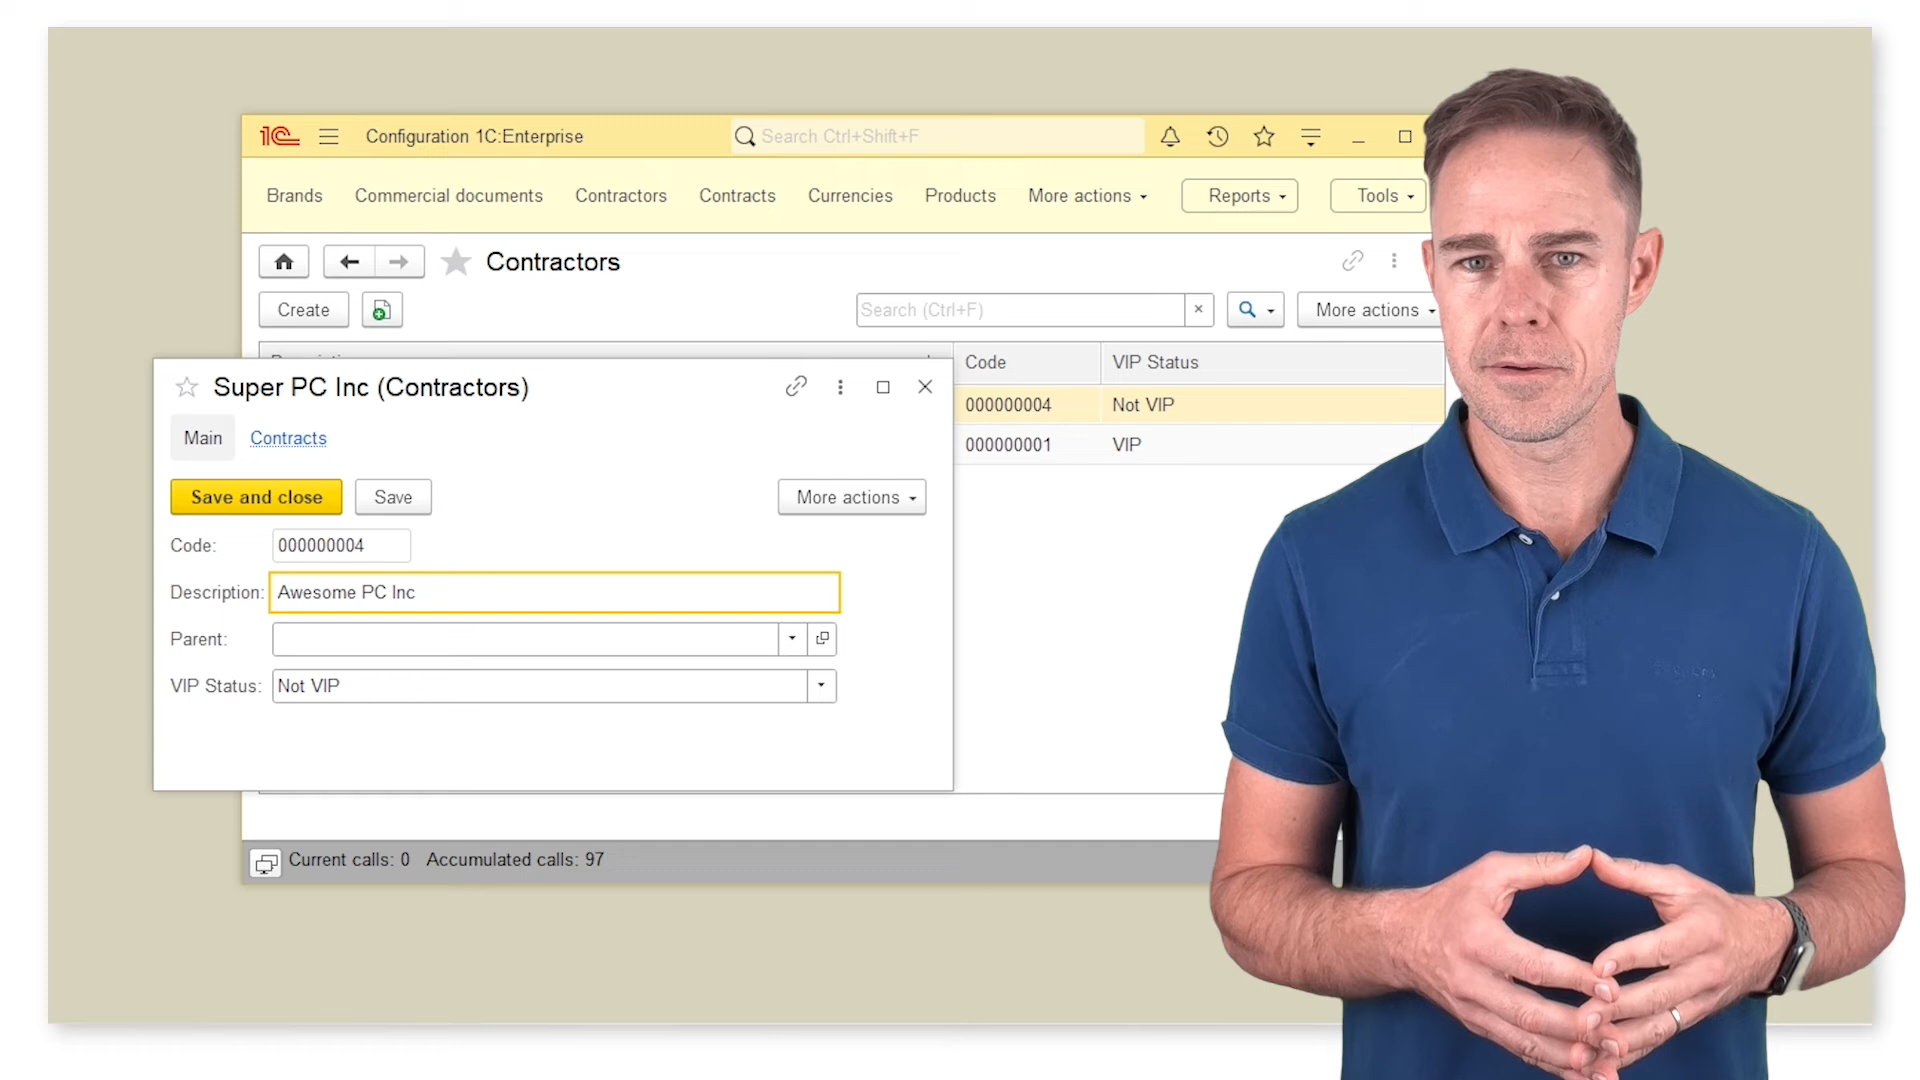 1C Configuration 1C:Enterprise Search Ctrl+Shift+F
Brands Commercial documents Contractors Contracts Currencies Products More actions Reports Tools
Contractors
Create Search (Ctrl+F) × More actions
Code VIP Status
000000004 Not VIP
000000001 VIP
Super PC Inc (Contractors)
Main Contracts
Save and close Save More actions
Code: 000000004
Description: Awesome PC Inc
Parent:
VIP Status: Not VIP
Current calls: 0 Accumulated calls: 97